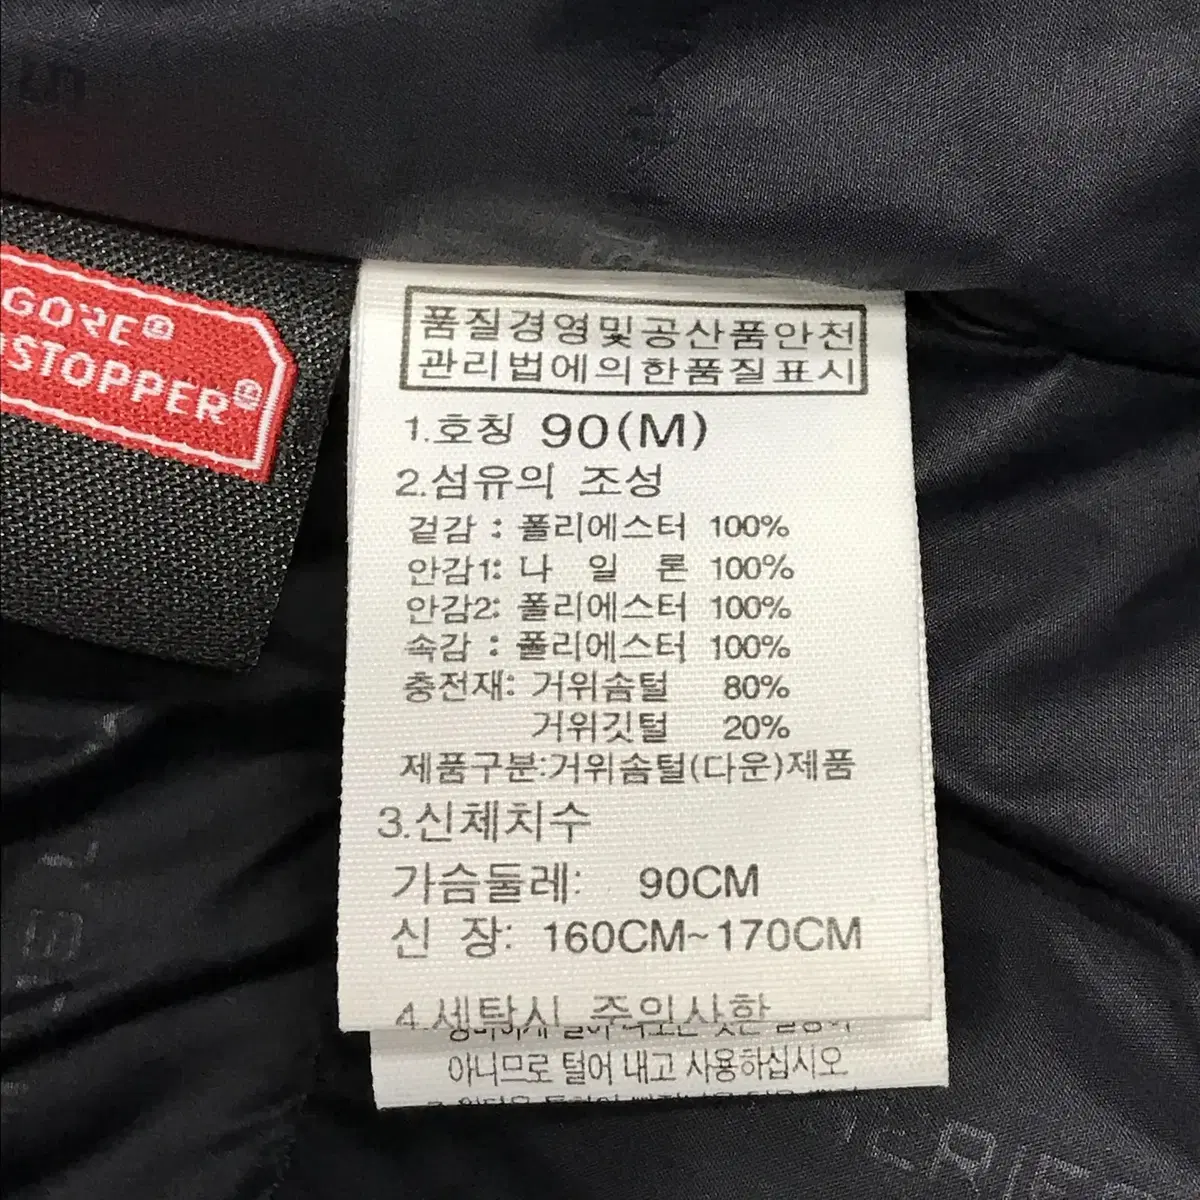 GORE®
STOPPER®
품질경영및공산품안전
관리법에의한품질표시
1.호칭 90(M)
2.섬유의 조성
겉감 : 폴리에스터 100%
안감1: 나 일 론 100%
안감2: 폴리에스터 100%
속감 : 폴리에스터 100%
충전재: 거위솜털 80%
거위깃털 20%
제품구분:거위솜털(다운)제품
3.신체치수
가슴둘레: 90CM
신 장: 160CM~170CM
4.세탁시 주의사항
아니므로 털어 내고 사용하십시오